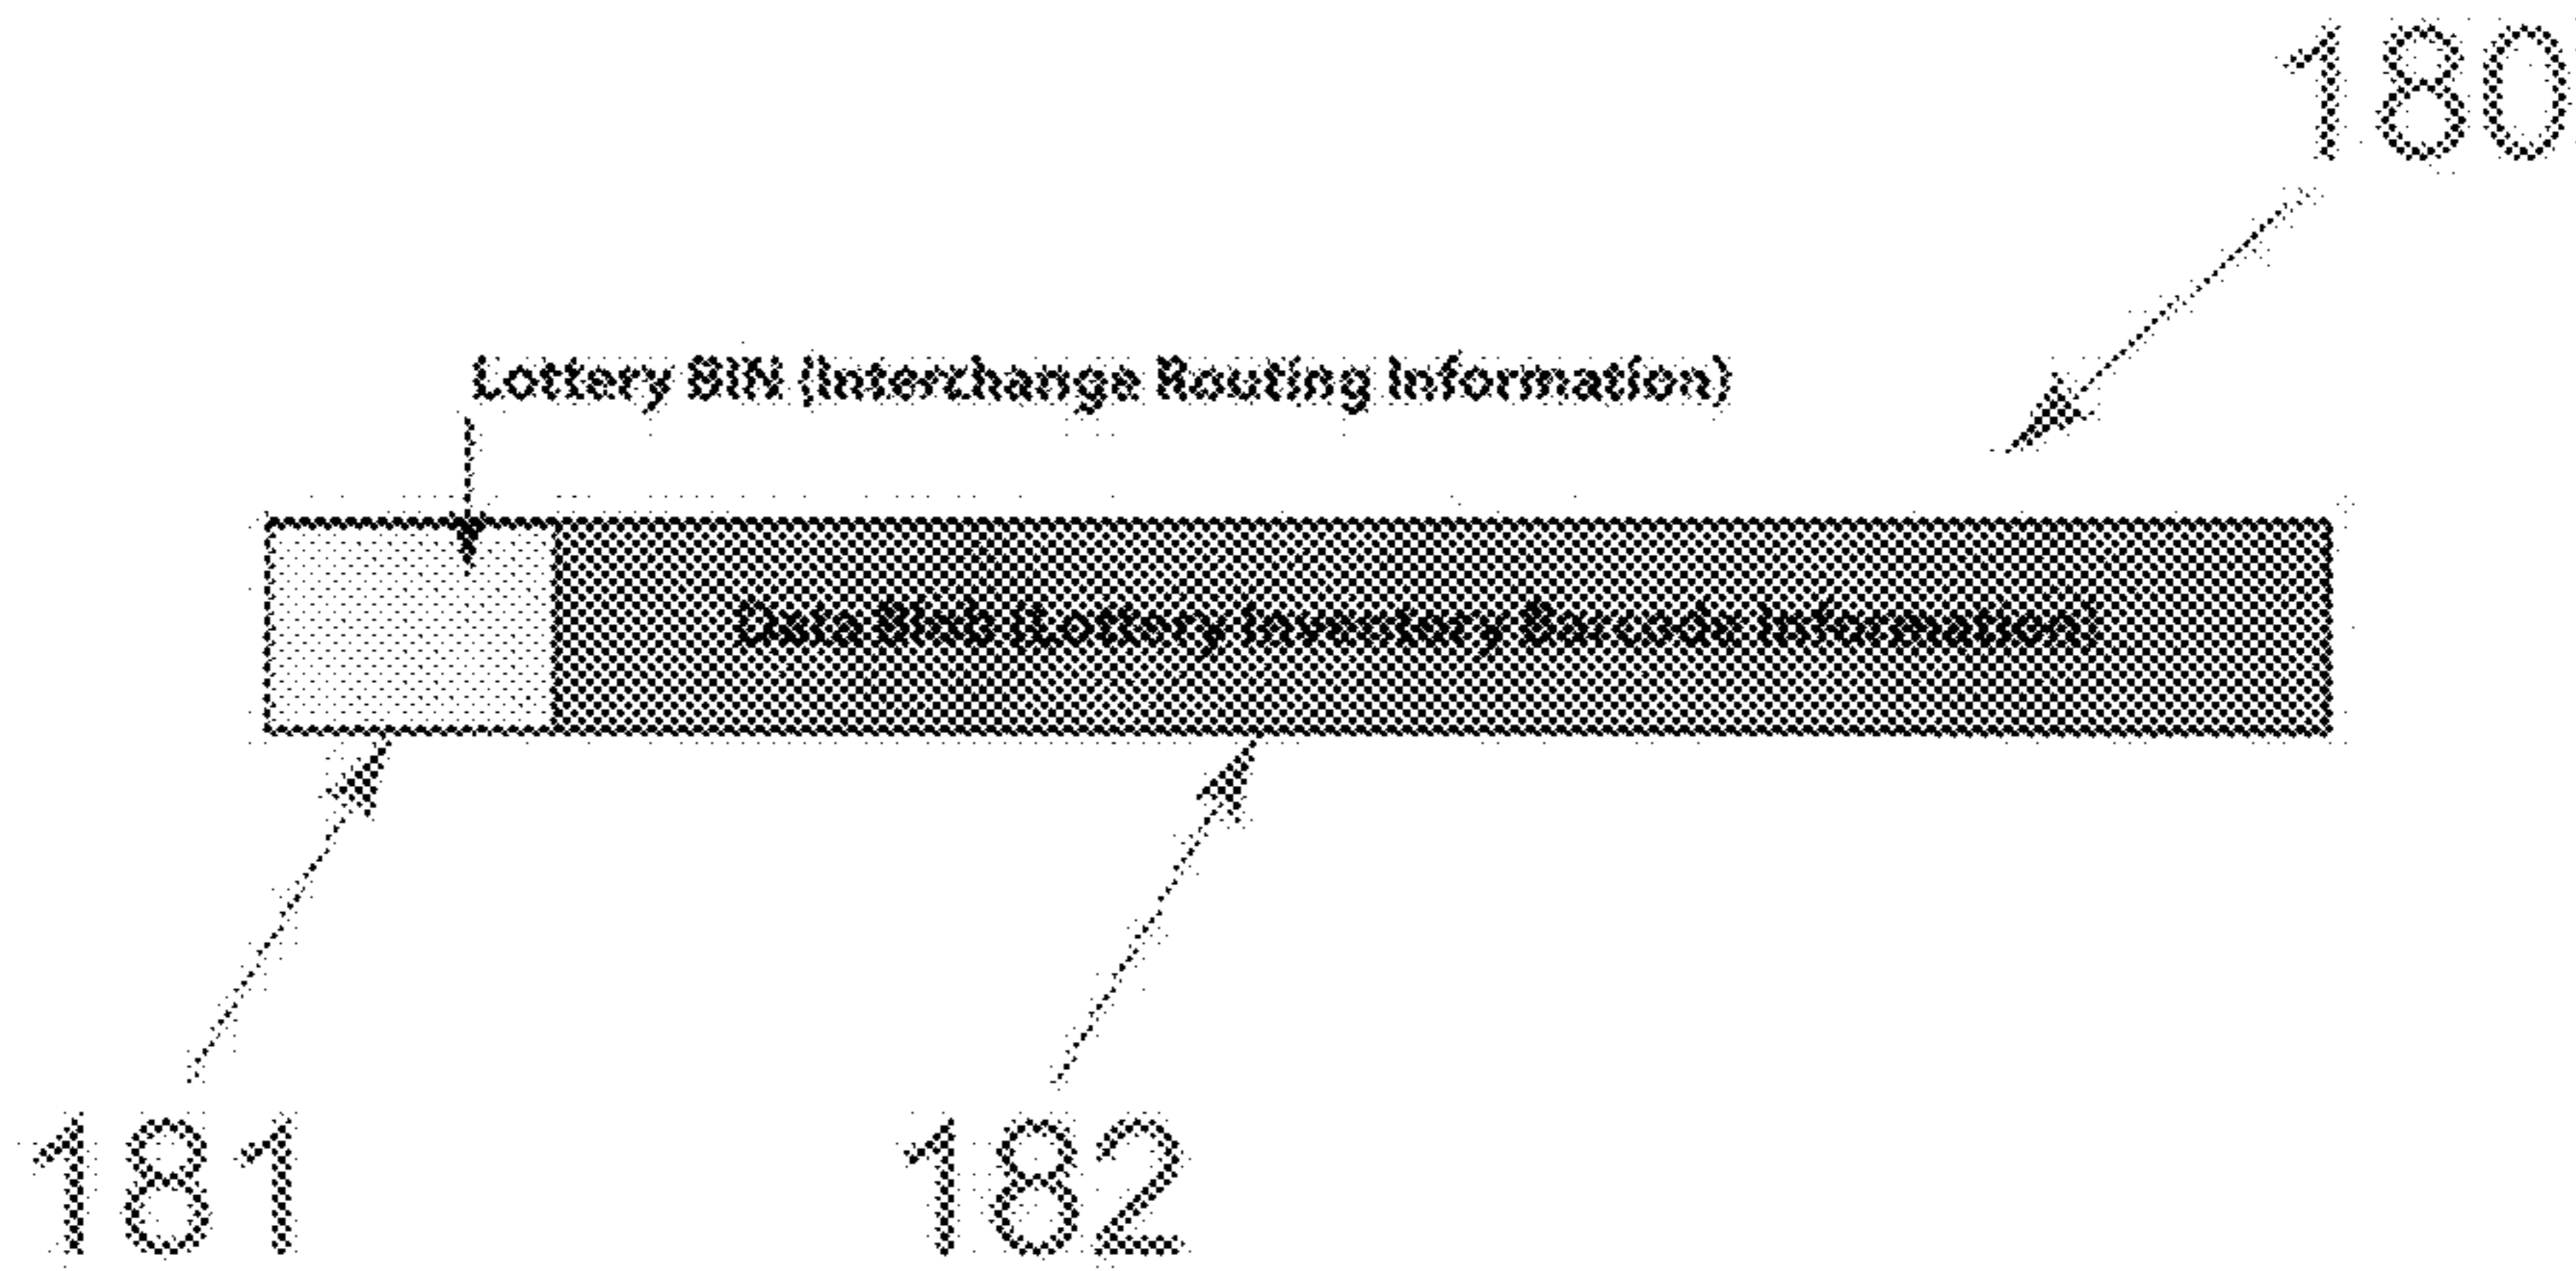 180
Lottery BIN (Interchange Routing Information)
Data Blob (Lottery Inventory Barcode Information)
181
182